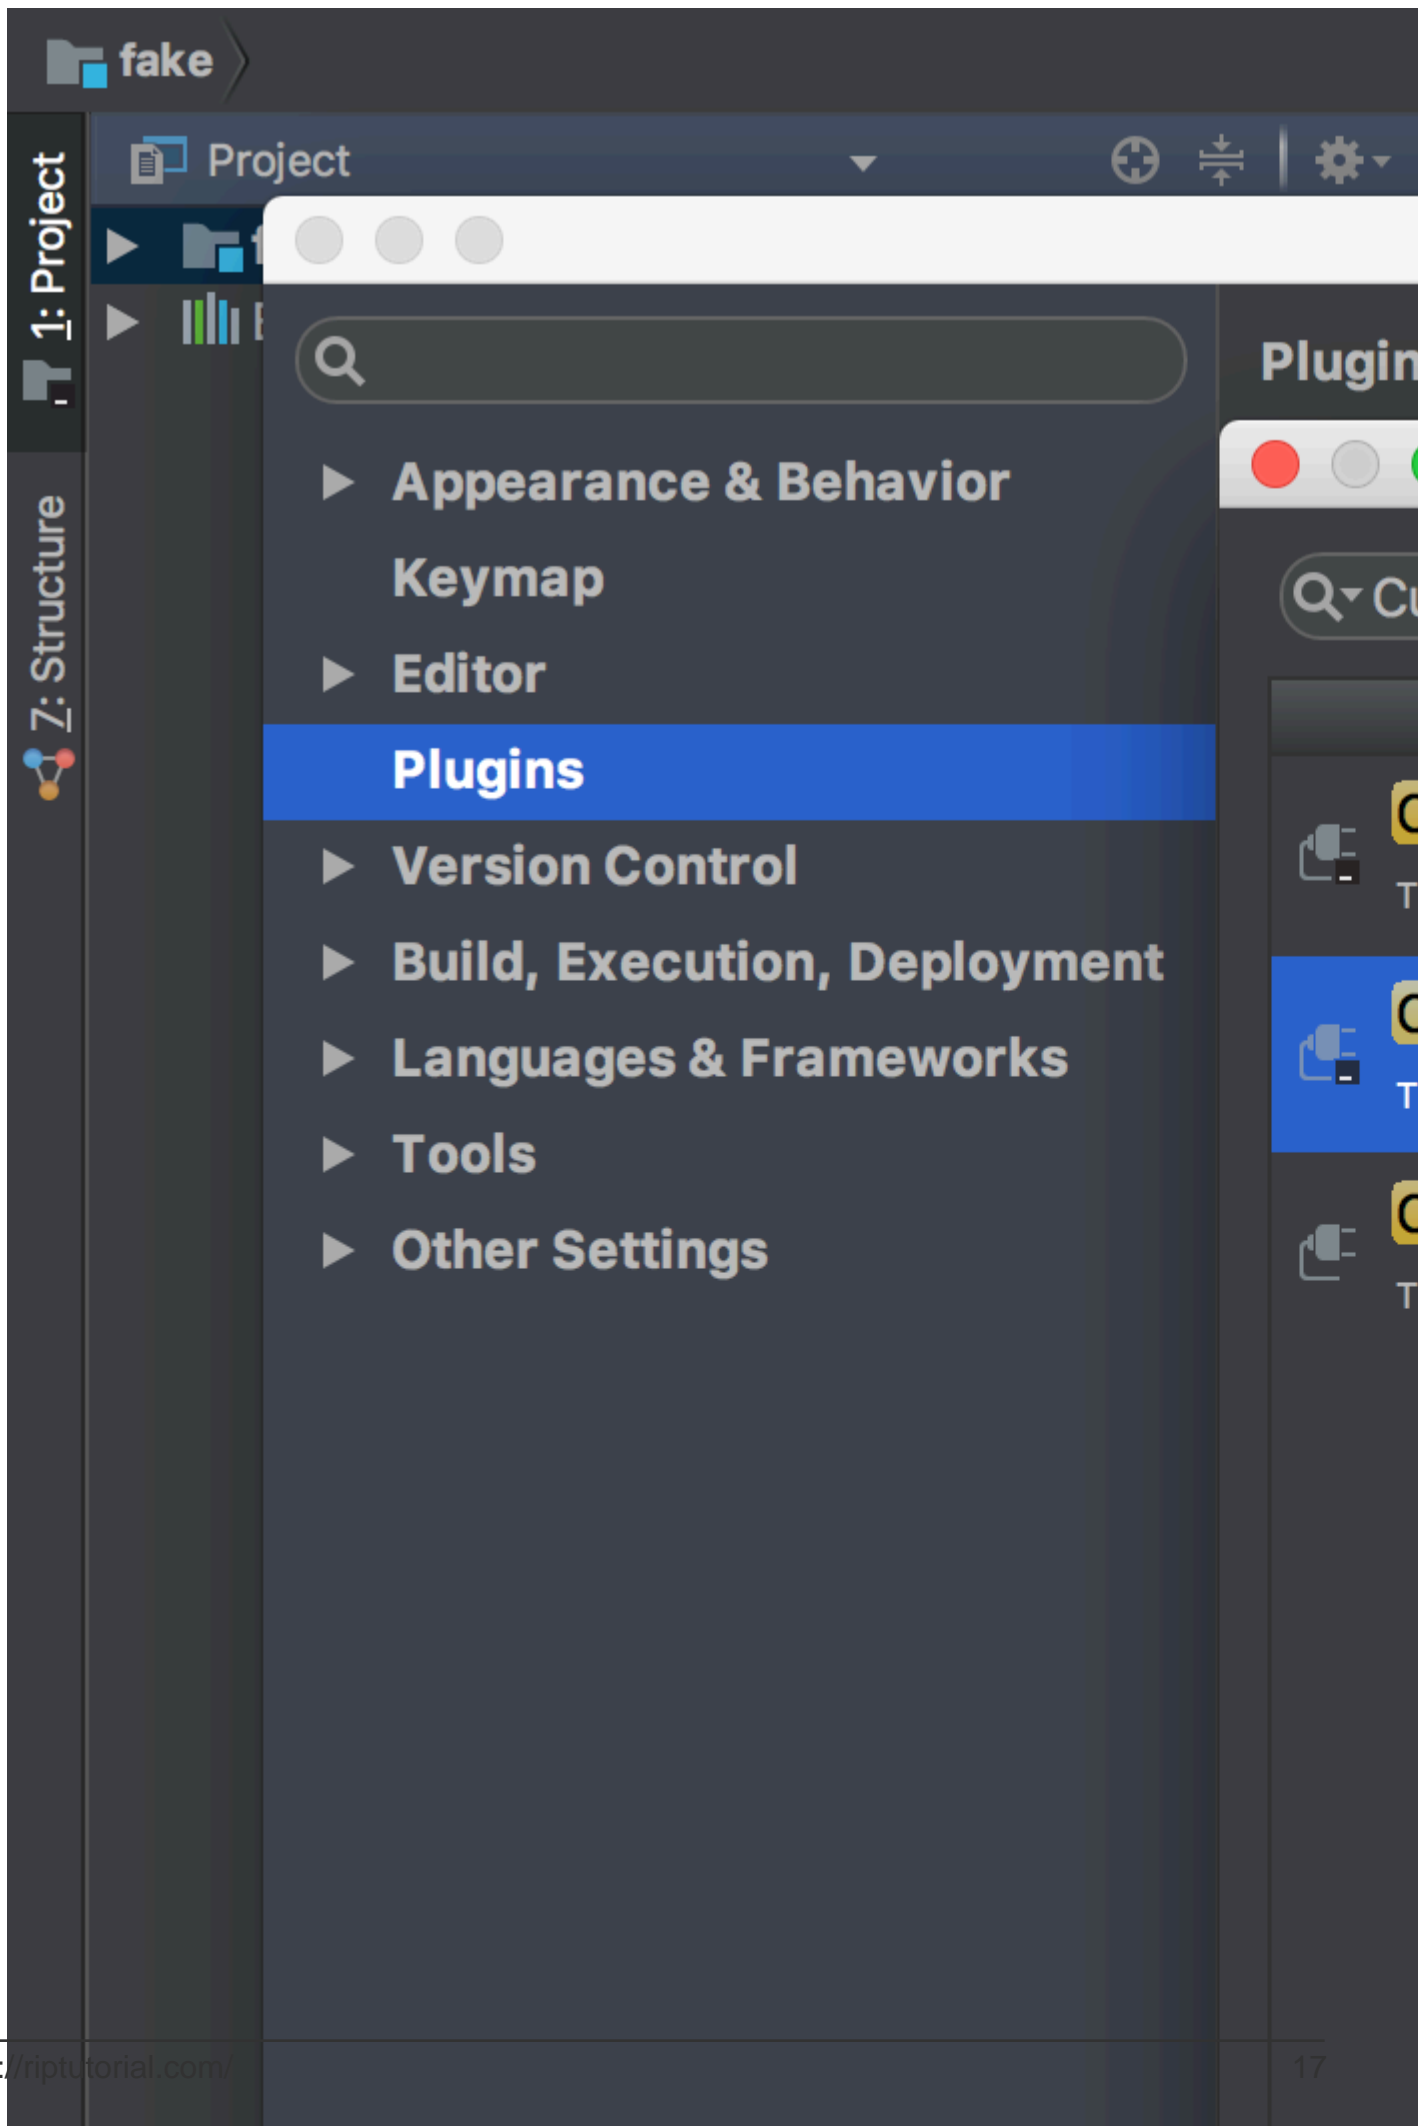 fake
Project
1: Project
7: Structure
Plugin
Cu
Appearance & Behavior
Keymap
Editor
Plugins
Version Control
Build, Execution, Deployment
Languages & Frameworks
Tools
Other Settings
T
T
T
://riptutorial.com/
17